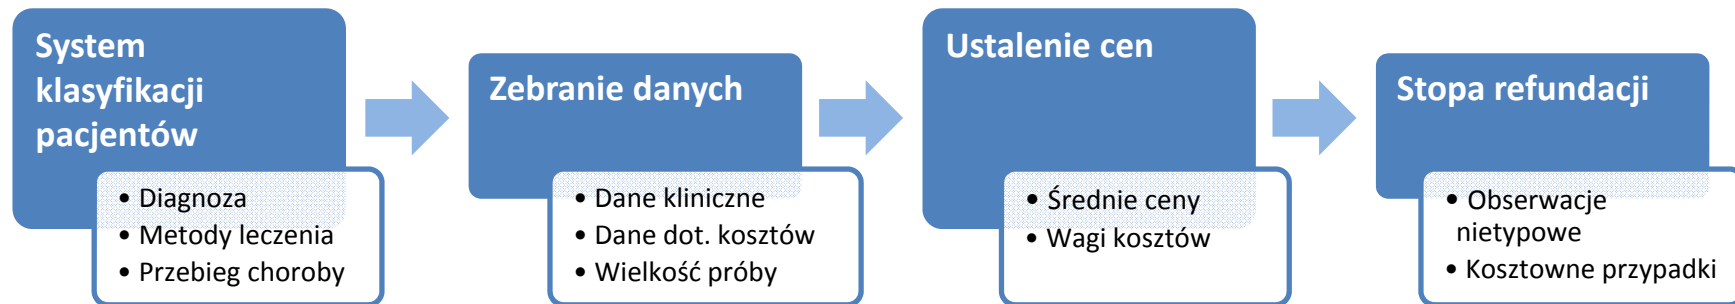 System
klasyfikacji
pacjentów
• Diagnoza
• Metody leczenia
• Przebieg choroby
Zebranie danych
• Dane kliniczne
• Dane dot. kosztów
• Wielkość próby
Ustalenie cen
• Średnie ceny
• Wagi kosztów
Stopa refundacji
• Obserwacje
nietypowe
• Kosztowne przypadki